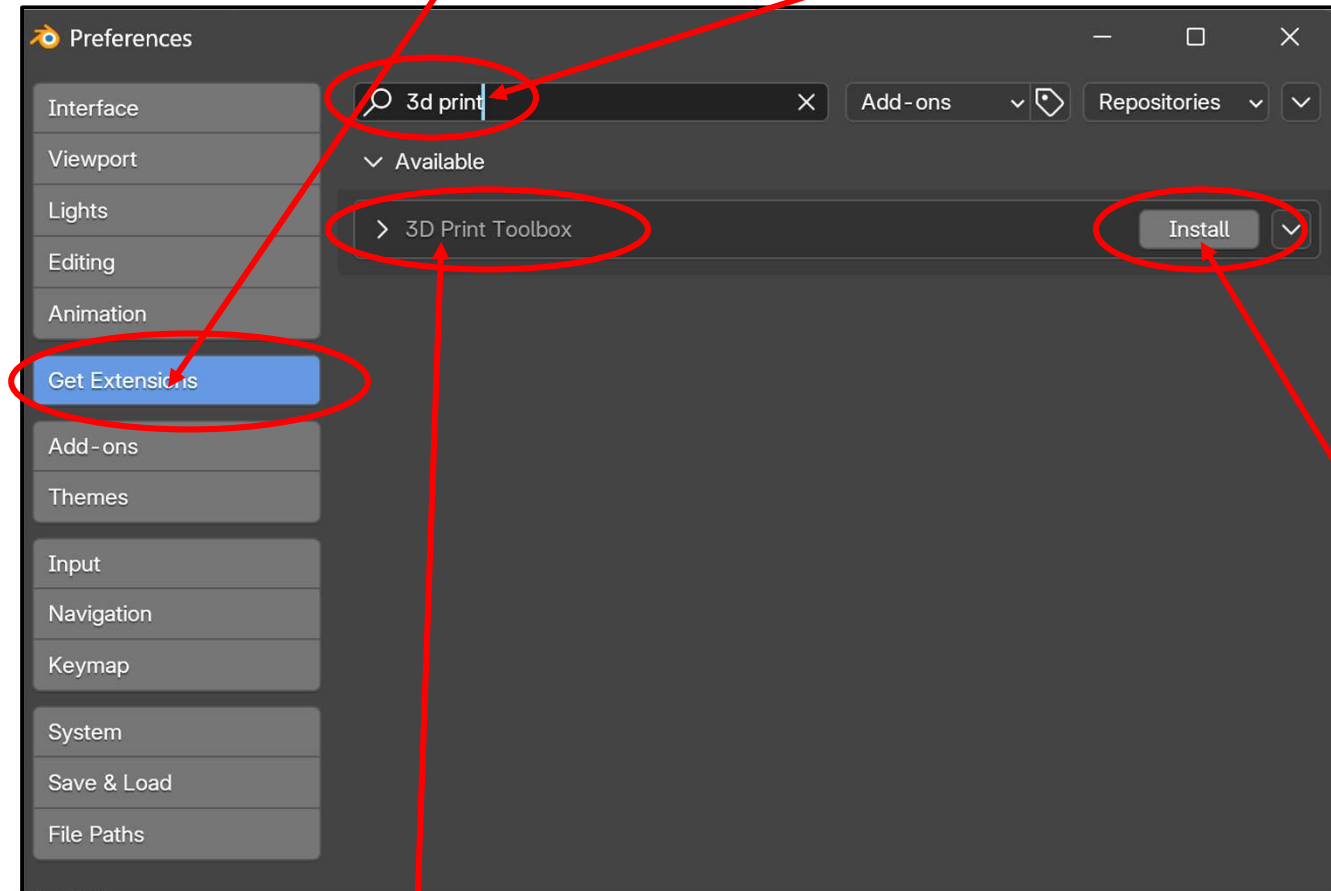 Preferences
3d print
Add-ons
Repositories
Interface
Viewport
Lights
Editing
Animation
Get Extensions
Add-ons
Themes
Input
Navigation
Keymap
System
Save & Load
File Paths
Available
3D Print Toolbox
Install